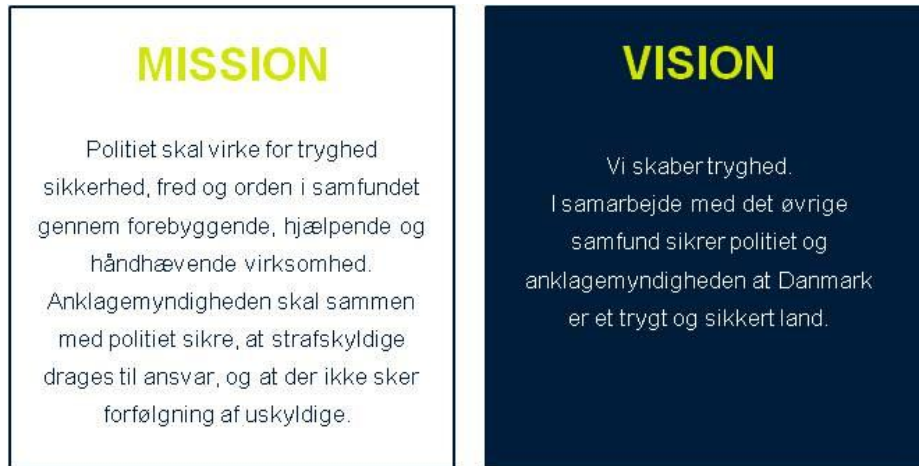 MISSION
Politiet skal virke for tryghed
sikkerhed, fred og orden i samfundet
gennem forebyggende, hjælpende og
håndhævende virksomhed.
Anklagemyndigheden skal sammen
med politiet sikre, at strafskyldige
drages til ansvar, og at der ikke sker
forfølgning af uskyldige.
VISION
Vi skaber tryghed.
I samarbejde med det øvrige
samfund sikrer politiet og
anklagemyndigheden at Danmark
er et trygt og sikkert land.